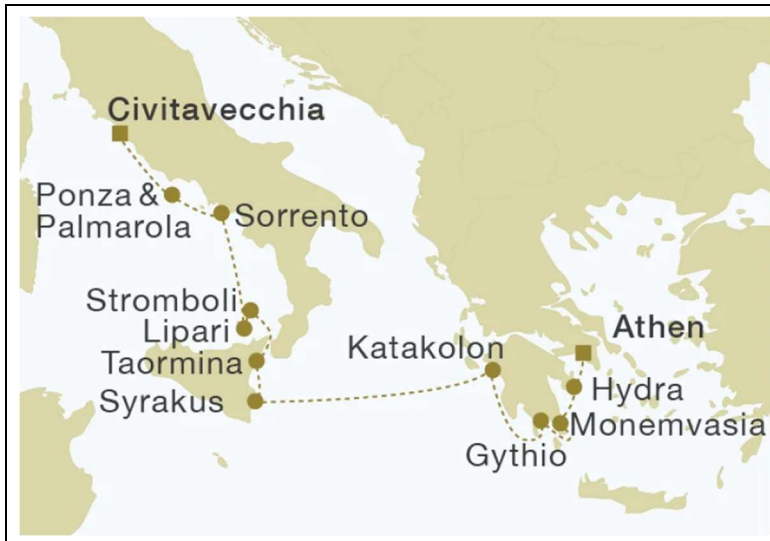 Civitavecchia
Ponza &
Palmarola
Sorrento
Stromboli
Lipari
Taormina
Syrakus
Katakolon
Athen
Hydra
Monemvasia
Gythio